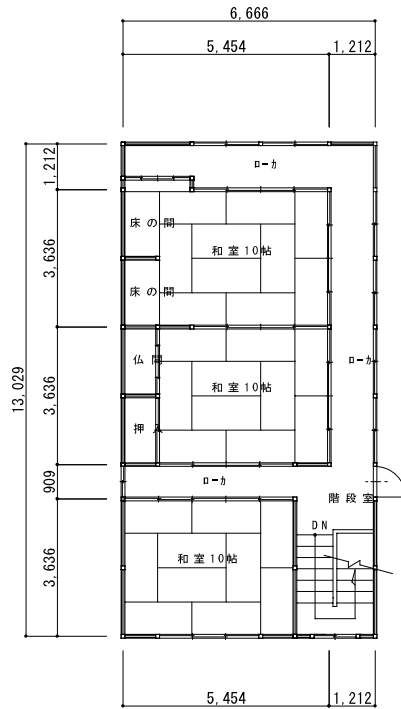 6,666
5,454
1,212
1,212
3,636
3,636
909
3,636
13,029
ローカ
床の間
和室10帖
床の間
仏間
和室10帖
ローカ
押入
ローカ
階段室
DN
和室10帖
5,454
1,212